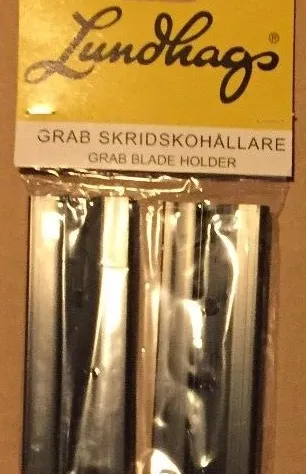 Lundhags®
GRAB SKRIDSKOHÅLLARE
GRAB BLADE HOLDER